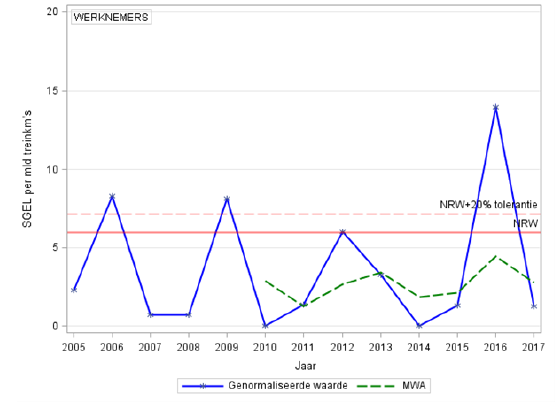 WERKNEMERS
20
15
10
5
0
SGEL per mld treinkm's
NRW+20% tolerantie
NRW
2005 2006 2007 2008 2009 2010 2011 2012 2013 2014 2015 2016 2017
Jaar
Genormaliseerde waarde MWA